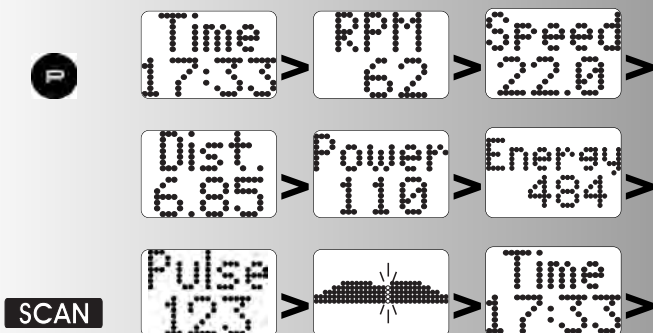 P
Time
17:33
>
RPM
62
>
Speed
22.0
>
Dist.
6.85
>
Power
110
>
Energy
484
>
SCAN
Pulse
123
>
>
Time
17:33
>